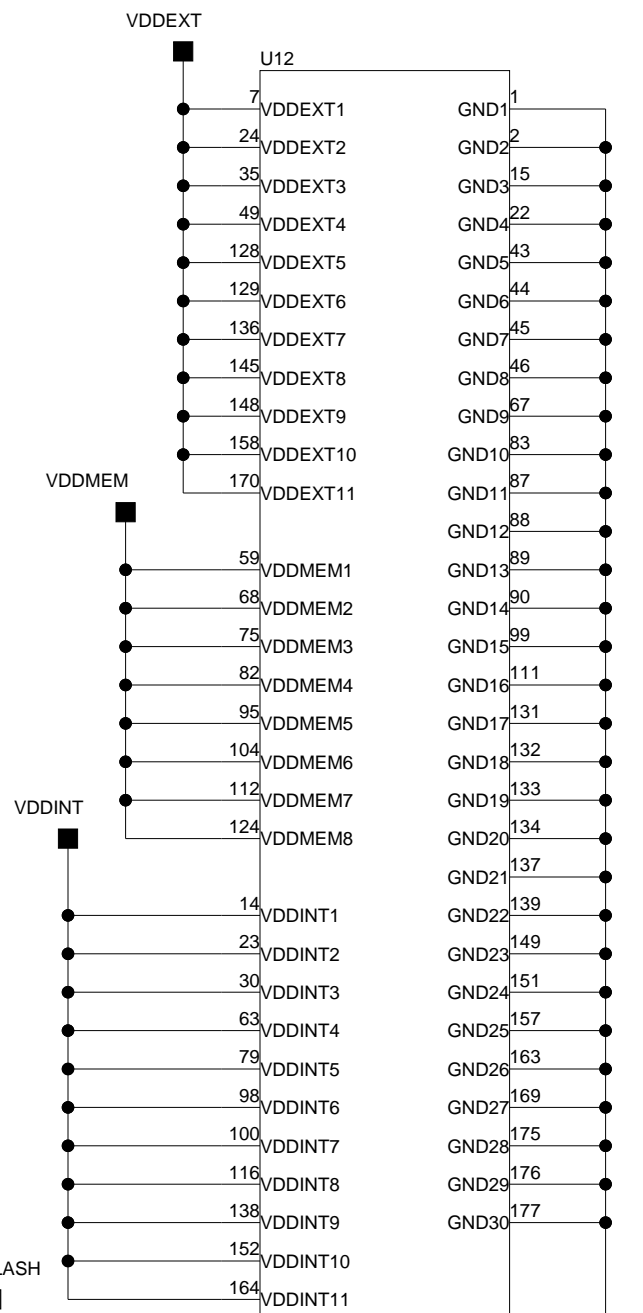 VDDEXT
U12
7 VDDEXT1 GND1 1
24 VDDEXT2 GND2 2
35 VDDEXT3 GND3 15
49 VDDEXT4 GND4 22
128 VDDEXT5 GND5 43
129 VDDEXT6 GND6 44
136 VDDEXT7 GND7 45
145 VDDEXT8 GND8 46
148 VDDEXT9 GND9 67
158 VDDEXT10 GND10 83
VDDMEM
170 VDDEXT11 GND11 87
GND12 88
59 VDDMEM1 GND13 89
68 VDDMEM2 GND14 90
75 VDDMEM3 GND15 99
82 VDDMEM4 GND16 111
95 VDDMEM5 GND17 131
104 VDDMEM6 GND18 132
112 VDDMEM7 GND19 133
VDDINT
124 VDDMEM8 GND20 134
GND21 137
14 VDDINT1 GND22 139
23 VDDINT2 GND23 149
30 VDDINT3 GND24 151
63 VDDINT4 GND25 157
79 VDDINT5 GND26 163
98 VDDINT6 GND27 169
100 VDDINT7 GND28 175
116 VDDINT8 GND29 176
138 VDDINT9 GND30 177
152 VDDINT10
LASH
164 VDDINT11